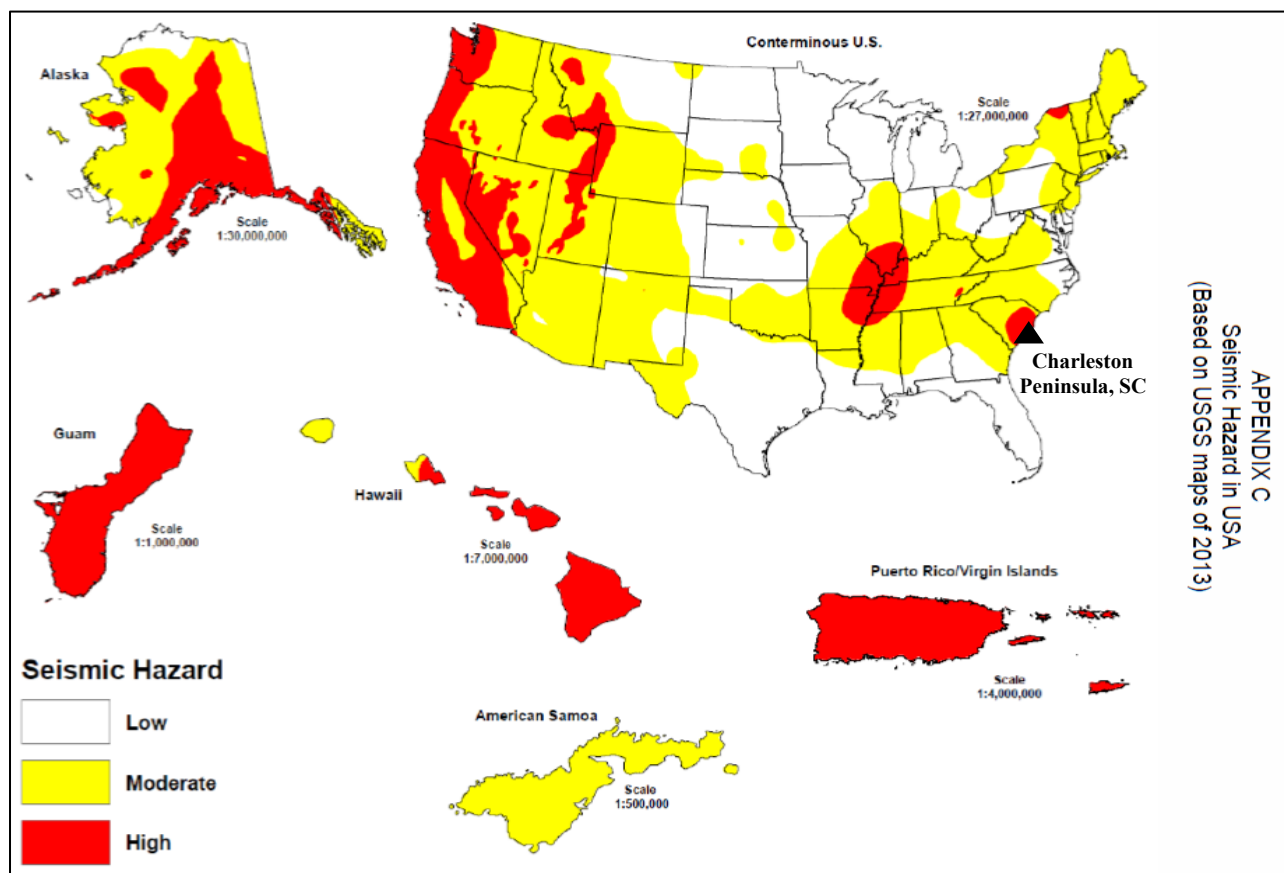 Conterminous U.S.
Alaska
Scale
1:27,000,000
Scale
1:30,000,000
Charleston
Peninsula, SC
APPENDIX C
Seismic Hazard in USA
(Based on USGS maps of 2013)
Guam
Hawaii
Scale
1:1,000,000
Scale
1:7,000,000
Puerto Rico/Virgin Islands
Scale
1:4,000,000
Seismic Hazard
Low
Moderate
High
American Samoa
Scale
1:500,000